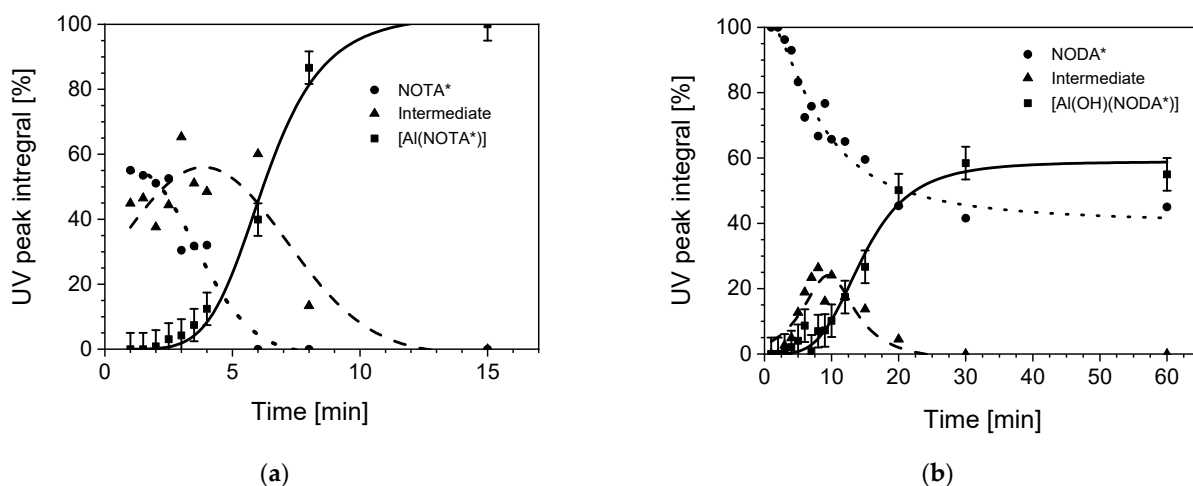 100
80
60
40
20
0
UV peak intregral [%]
NOTA*
Intermediate
[Al(NOTA*)]
0 5 10 15
Time [min]
(a)
100
80
60
40
20
0
UV peak integral [%]
NODA*
Intermediate
[Al(OH)(NODA*)]
0 10 20 30 40 50 60
Time [min]
(b)